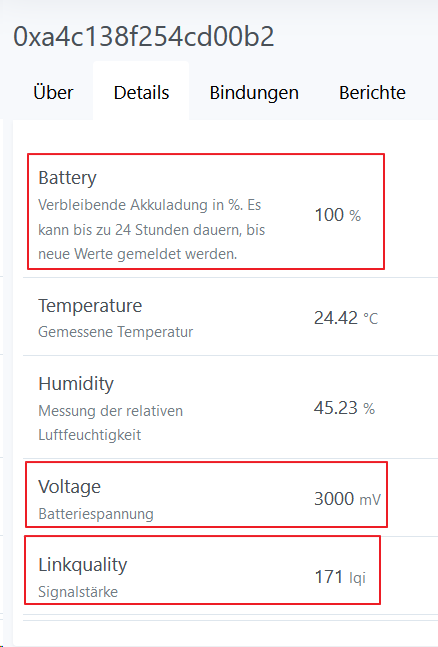 0xa4c138f254cd00b2
Über Details Bindungen Berichte
Battery
Verbleibende Akkuladung in %. Es
kann bis zu 24 Stunden dauern, bis
neue Werte gemeldet werden.
100 %
Temperature
Gemessene Temperatur
24.42 °C
Humidity
Messung der relativen
Luftfeuchtigkeit
45.23 %
Voltage
Batteriespannung
3000 mV
Linkquality
Signalstärke
171 lqi